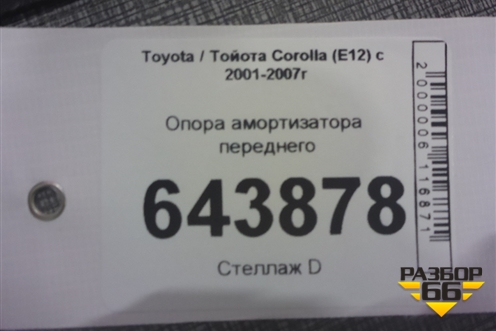 Toyota / Тойота Corolla (E12) с
2001-2007г
Опора амортизатора
переднего
643878
Стеллаж D
2000006116871
РАЗБОР
66